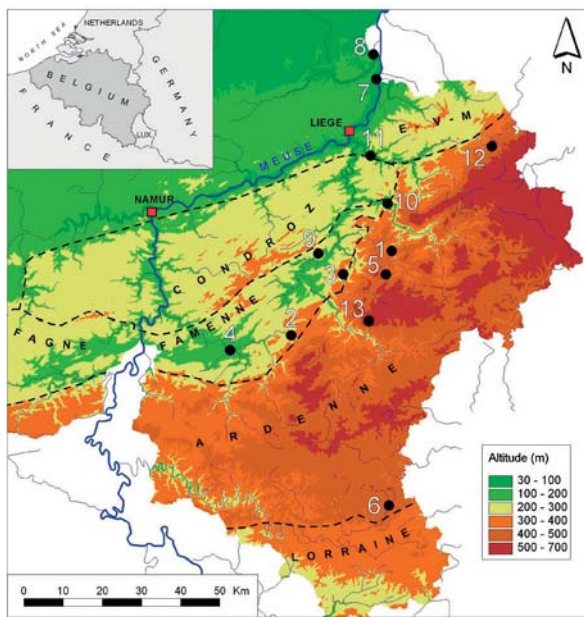 NETHERLANDS
NORTH SEA
BELGIUM
GERMANY
FRANCE
LUX.
N
8
7
LIEGE
E-V-M
11
MEUSE
12
NAMUR
10
CONDROZ
9
1
3
5
FAMENNE
13
FAGNE
2
4
ARDENNE
Altitude (m)
30 - 100
100 - 200
200 - 300
300 - 400
400 - 500
500 - 700
6
LORRAINE
0 10 20 30 40 50 Km